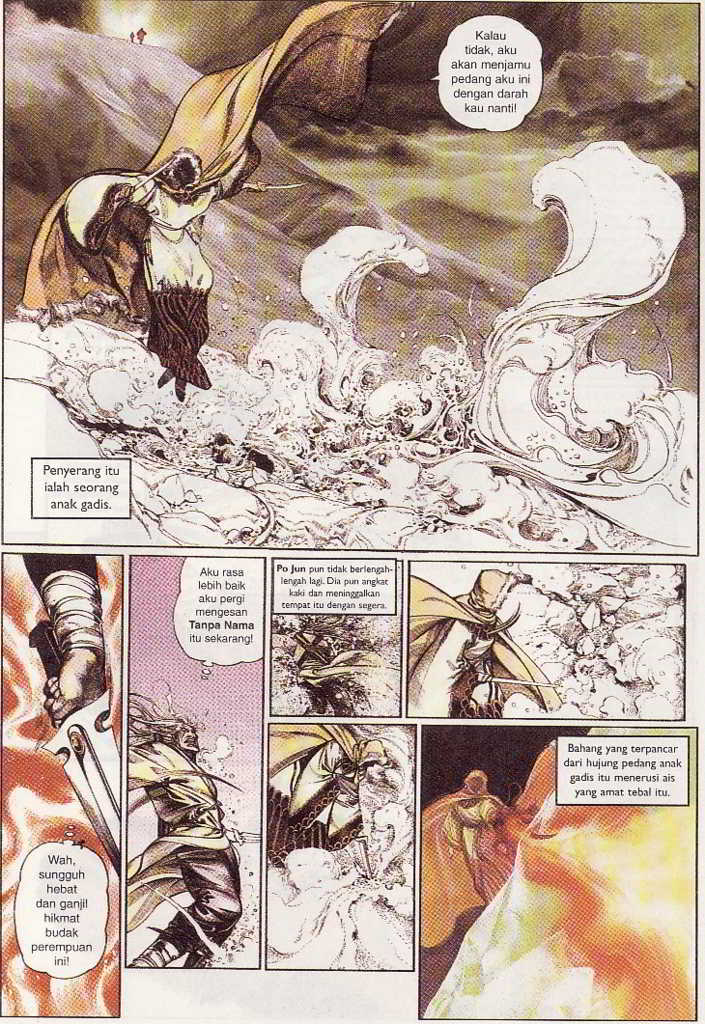 Kalau
tidak, aku
akan menjamu
pedang aku ini
dengan darah
kau nanti!
Penyerang itu
ialah seorang
anak gadis.
Wah,
sungguh
hebat
dan ganjil
hikmat
budak
perempuan
ini!
Aku rasa
lebih baik
aku pergi
mengesan
Tanpa Nama
itu sekarang!
Po Jun pun tidak berlengah-
lengah lagi. Dia pun angkat
kaki dan meninggalkan
tempat itu dengan segera.
Bahang yang terpancar
dari hujung pedang anak
gadis itu menerusi ais
yang amat tebal itu.